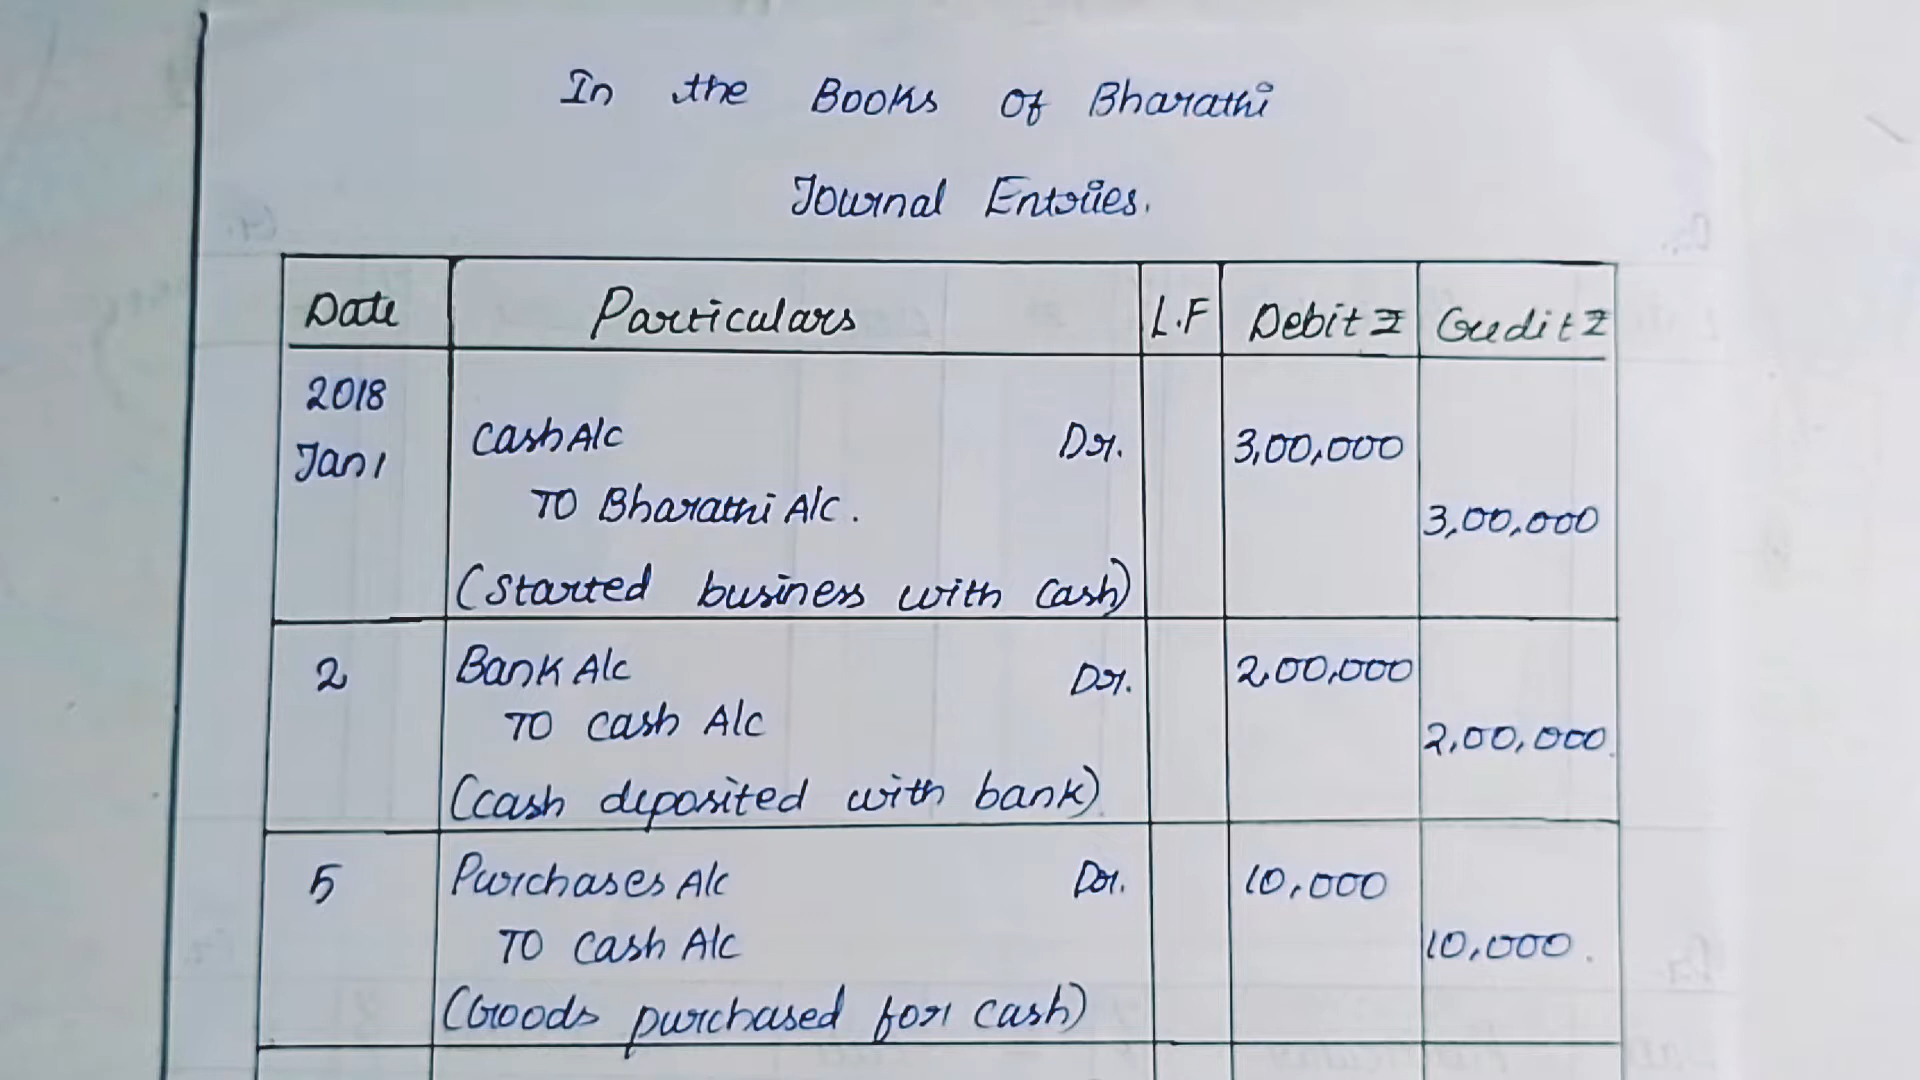 In the Books Of Bharathi
Journal Entries.
Date Particulars L.F Debit ₹ Credit ₹
2018
Jan 1 Cash A/c Dr. 3,00,000
To Bharathi A/c. 3,00,000
(Started business with cash)
2 Bank A/c Dr. 2,00,000
To Cash A/c 2,00,000.
(Cash deposited with bank)
5 Purchases A/c Dr. 10,000
To Cash A/c 10,000.
(Goods purchased for cash)